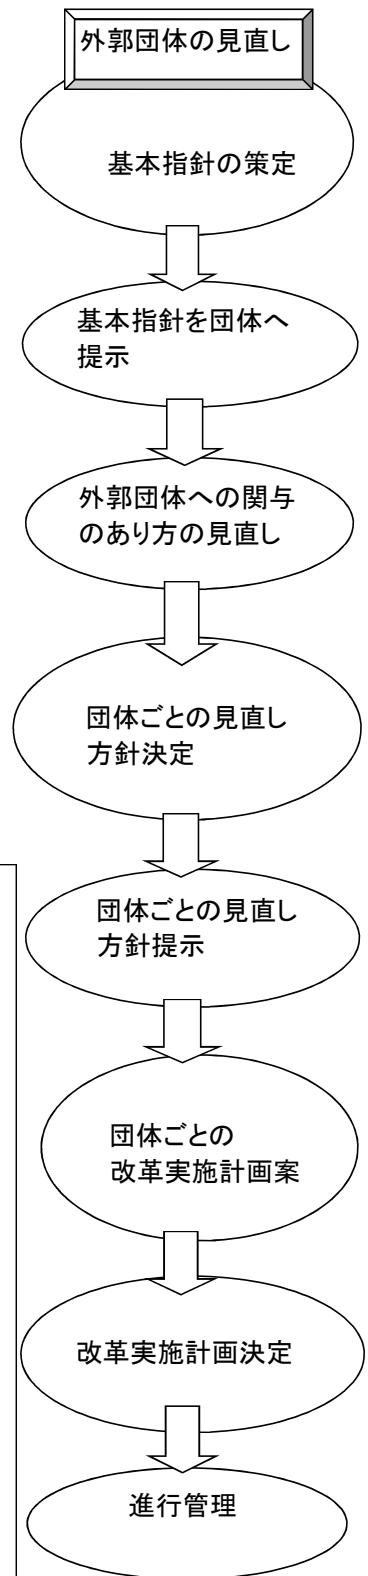 外郭団体の見直し
基本指針の策定
基本指針を団体へ
提示
外郭団体への関与
のあり方の見直し
団体ごとの見直し
方針決定
団体ごとの見直し
方針提示
団体ごとの
改革実施計画案
改革実施計画決定
進行管理